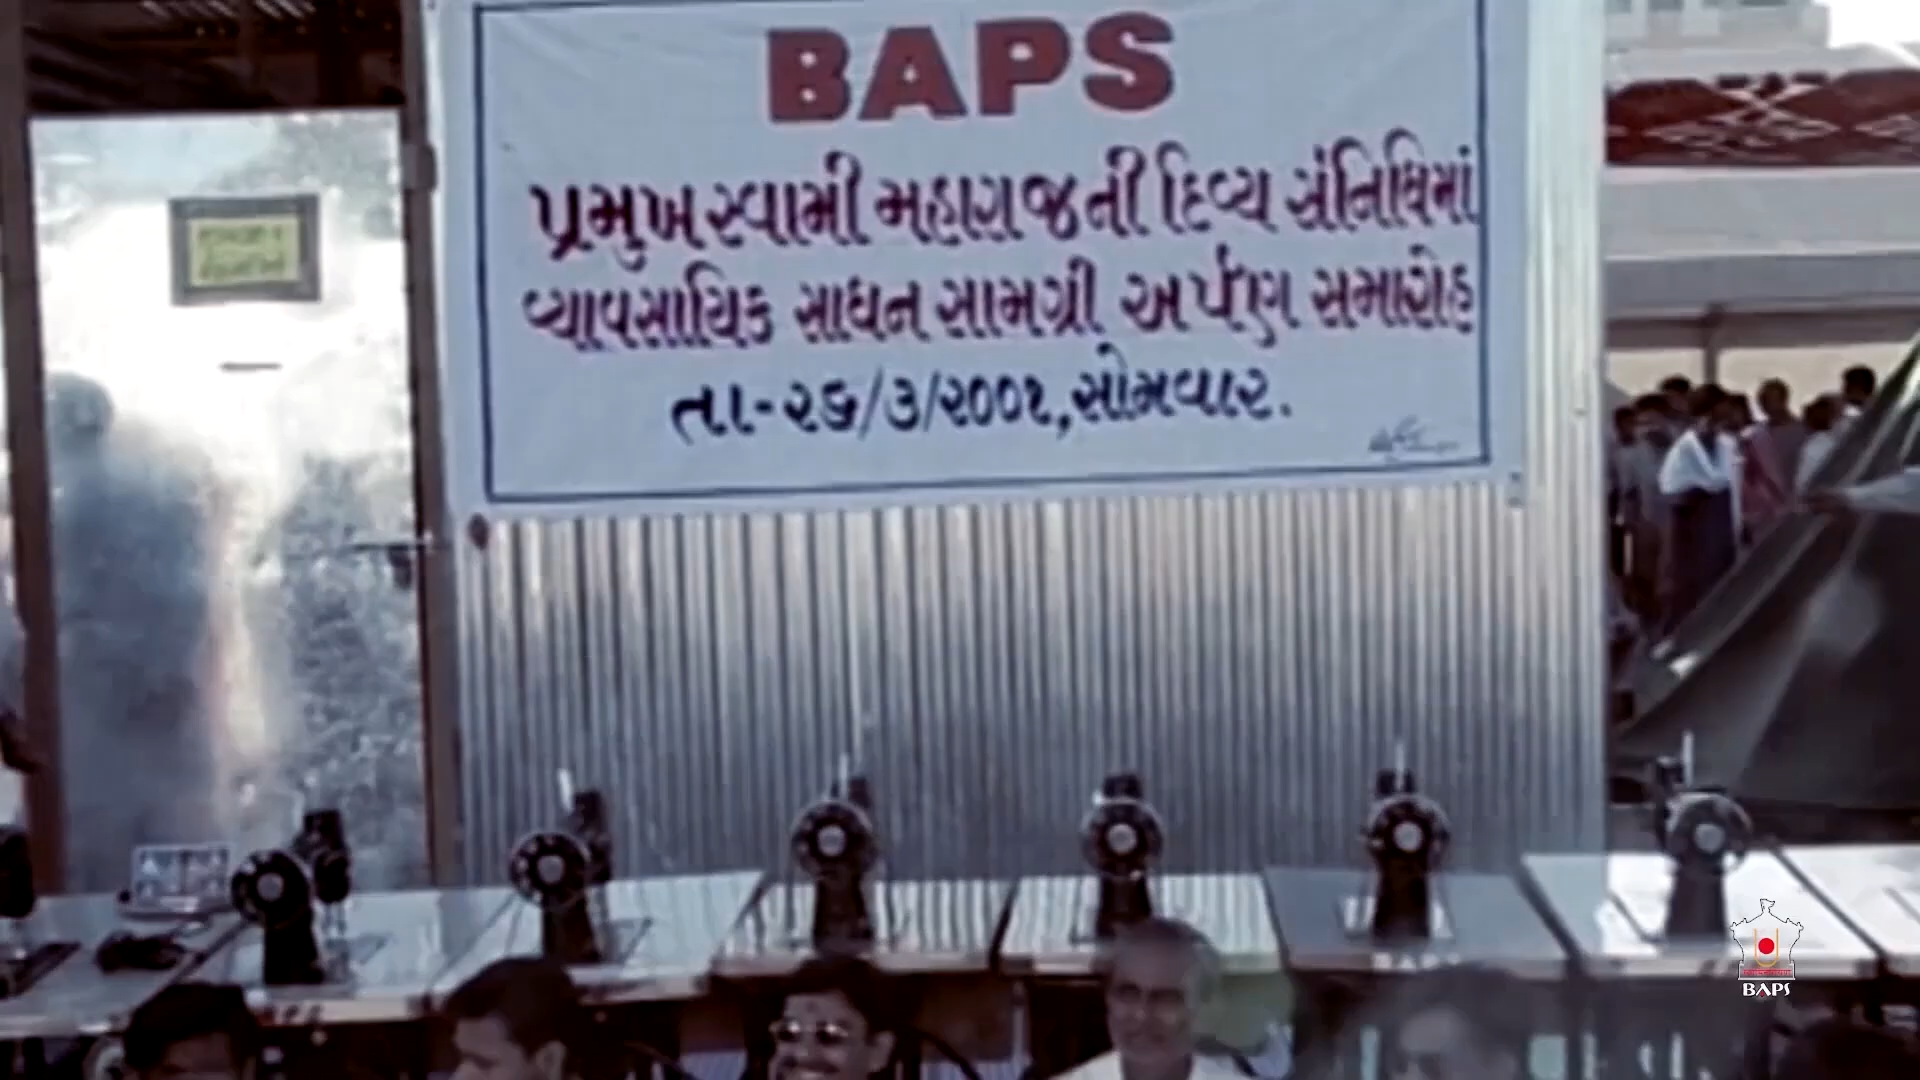 BAPS
પ્રમુખસ્વામી મહારાજની દિવ્ય સંનિધિમાં
વ્યાવસાયિક સાધન સામગ્રી અર્પણ સમારોહ
તા-૨૬/૩/૨૦૦૧,સોમવાર.
BAPS